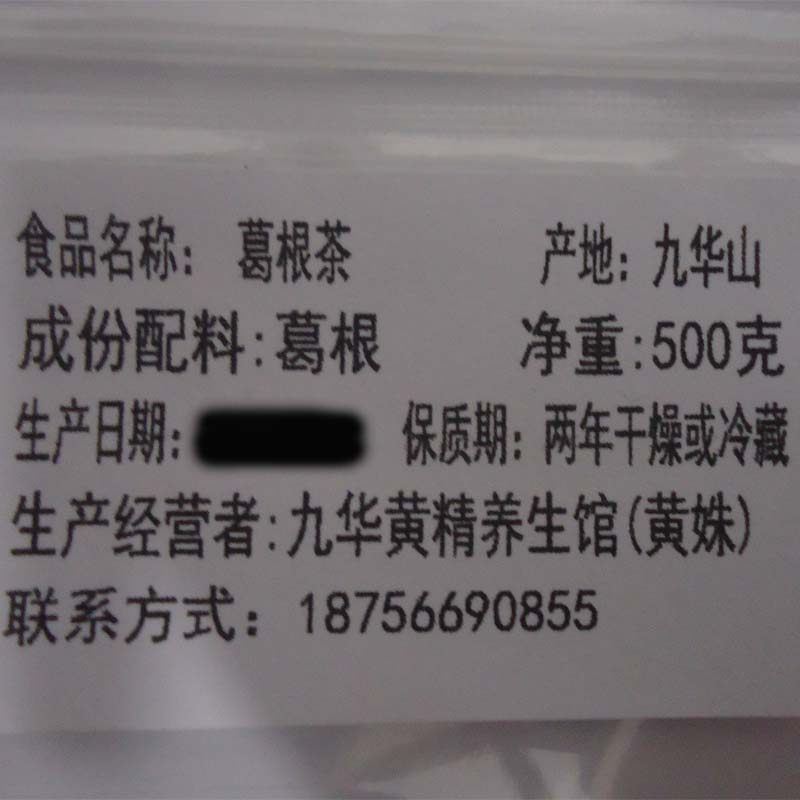 食品名称: 葛根茶 产地: 九华山
成份配料:葛根 净重:500克
生产日期: 保质期: 两年干燥或冷藏
生产经营者:九华黄精养生馆(黄姝)
联系方式: 18756690855